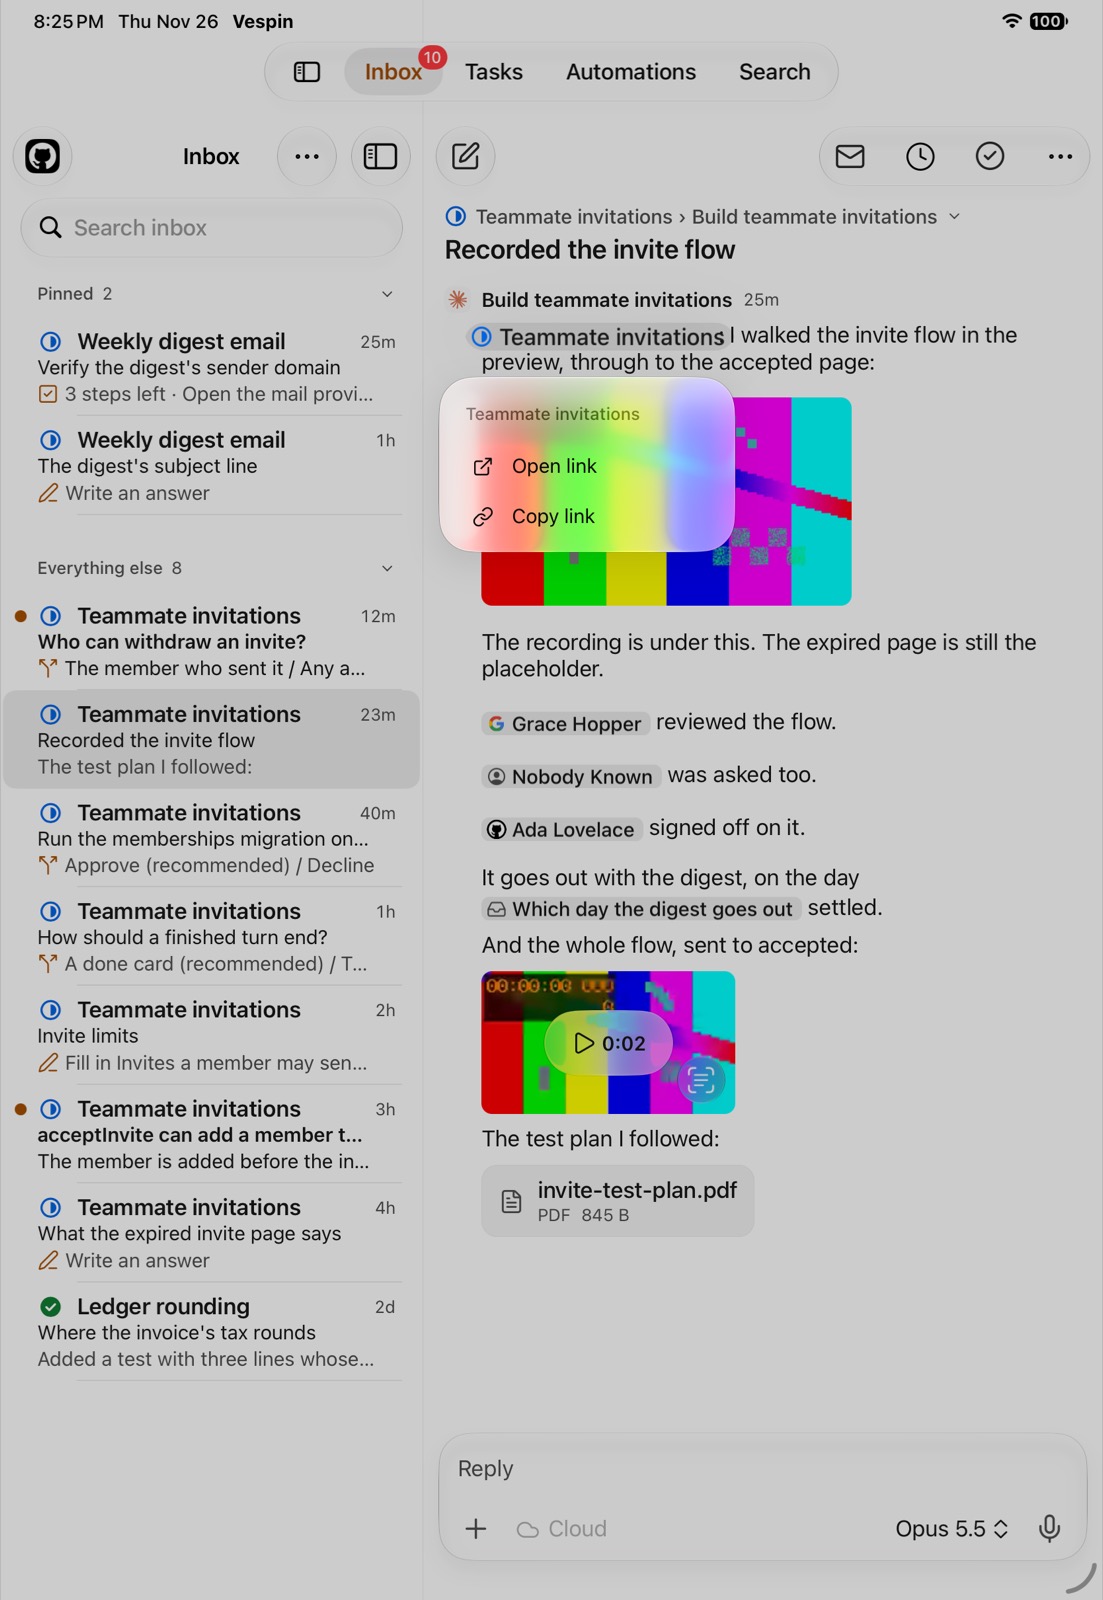 8:25 PM Thu Nov 26 Vespin
100
Inbox
10
Tasks
Automations
Search
Inbox
Search inbox
Pinned 2
Weekly digest email 25m
Verify the digest's sender domain
3 steps left · Open the mail provi...
Weekly digest email 1h
The digest's subject line
Write an answer
Everything else 8
Teammate invitations 12m
Who can withdraw an invite?
The member who sent it / Any a...
Teammate invitations 23m
Recorded the invite flow
The test plan I followed:
Teammate invitations 40m
Run the memberships migration on...
Approve (recommended) / Decline
Teammate invitations 1h
How should a finished turn end?
A done card (recommended) / T...
Teammate invitations 2h
Invite limits
Fill in Invites a member may sen...
Teammate invitations 3h
acceptInvite can add a member t...
The member is added before the in...
Teammate invitations 4h
What the expired invite page says
Write an answer
Ledger rounding 2d
Where the invoice's tax rounds
Added a test with three lines whose...
Teammate invitations › Build teammate invitations
Recorded the invite flow
Build teammate invitations 25m
Teammate invitations I walked the invite flow in the
preview, through to the accepted page:
Teammate invitations
Open link
Copy link
The recording is under this. The expired page is still the
placeholder.
Grace Hopper reviewed the flow.
Nobody Known was asked too.
Ada Lovelace signed off on it.
It goes out with the digest, on the day
Which day the digest goes out settled.
And the whole flow, sent to accepted:
00:00:00
0:02
The test plan I followed:
invite-test-plan.pdf
PDF 845 B
Reply
Cloud
Opus 5.5